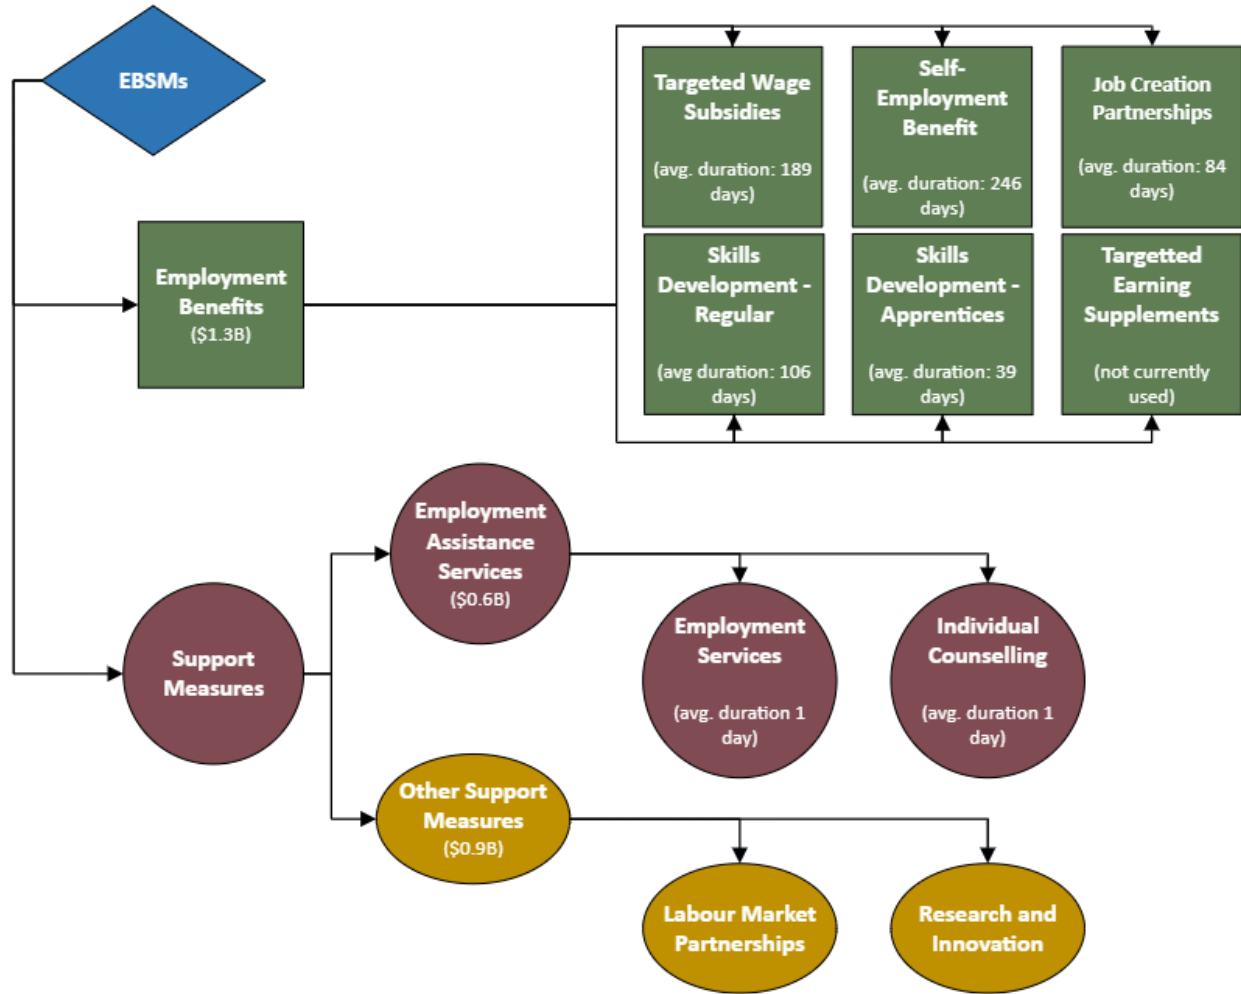 EBSMs
Employment
Benefits
($1.3B)
Targeted Wage
Subsidies
(avg. duration: 189
days)
Self-
Employment
Benefit
(avg. duration: 246
days)
Job Creation
Partnerships
(avg. duration: 84
days)
Skills
Development -
Regular
(avg duration: 106
days)
Skills
Development -
Apprentices
(avg. duration: 39
days)
Targetted
Earning
Supplements
(not currently
used)
Support
Measures
Employment
Assistance
Services
($0.6B)
Employment
Services
(avg. duration 1
day)
Individual
Counselling
(avg. duration 1
day)
Other Support
Measures
($0.9B)
Labour Market
Partnerships
Research and
Innovation